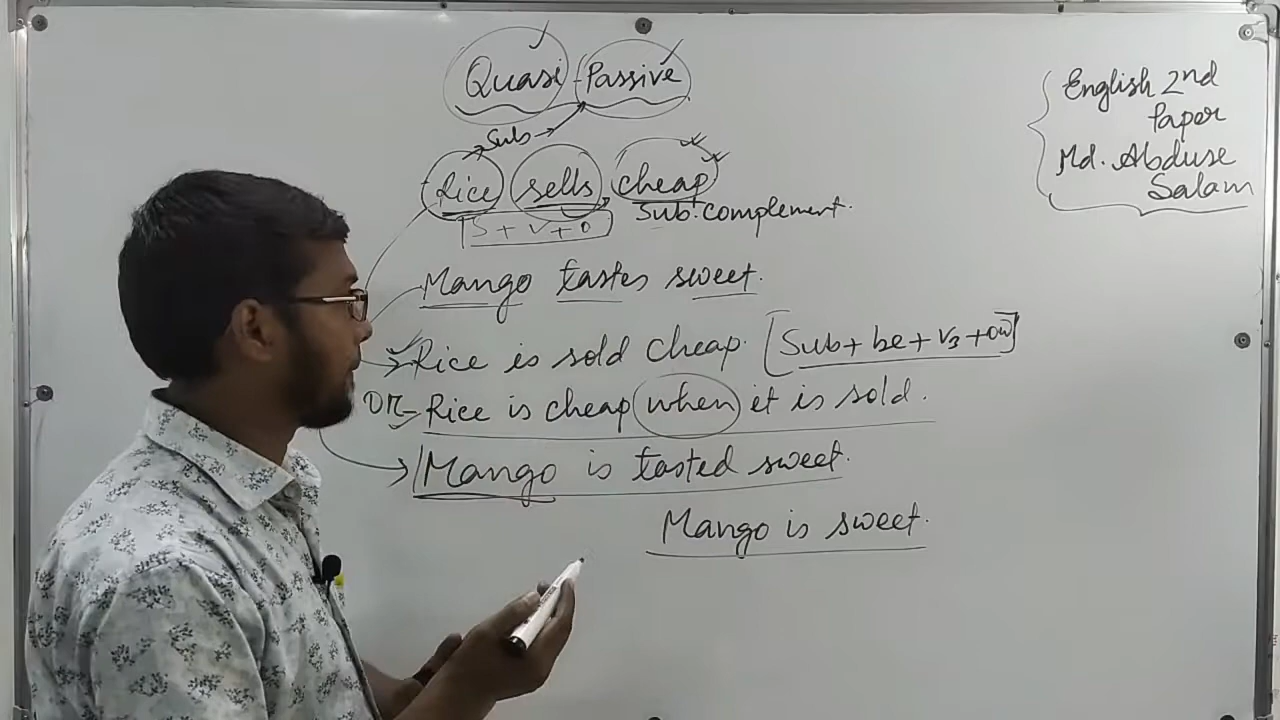 Quasi-Passive
Sub
Rice sells cheap
Sub. complement.
S + V + O
Mango tastes sweet.
Rice is sold cheap. [Sub + be + V3 + ow]
Or Rice is cheap when it is sold.
Mango is tasted sweet.
Mango is sweet.
English 2nd
Paper
Md. Abduse
Salam